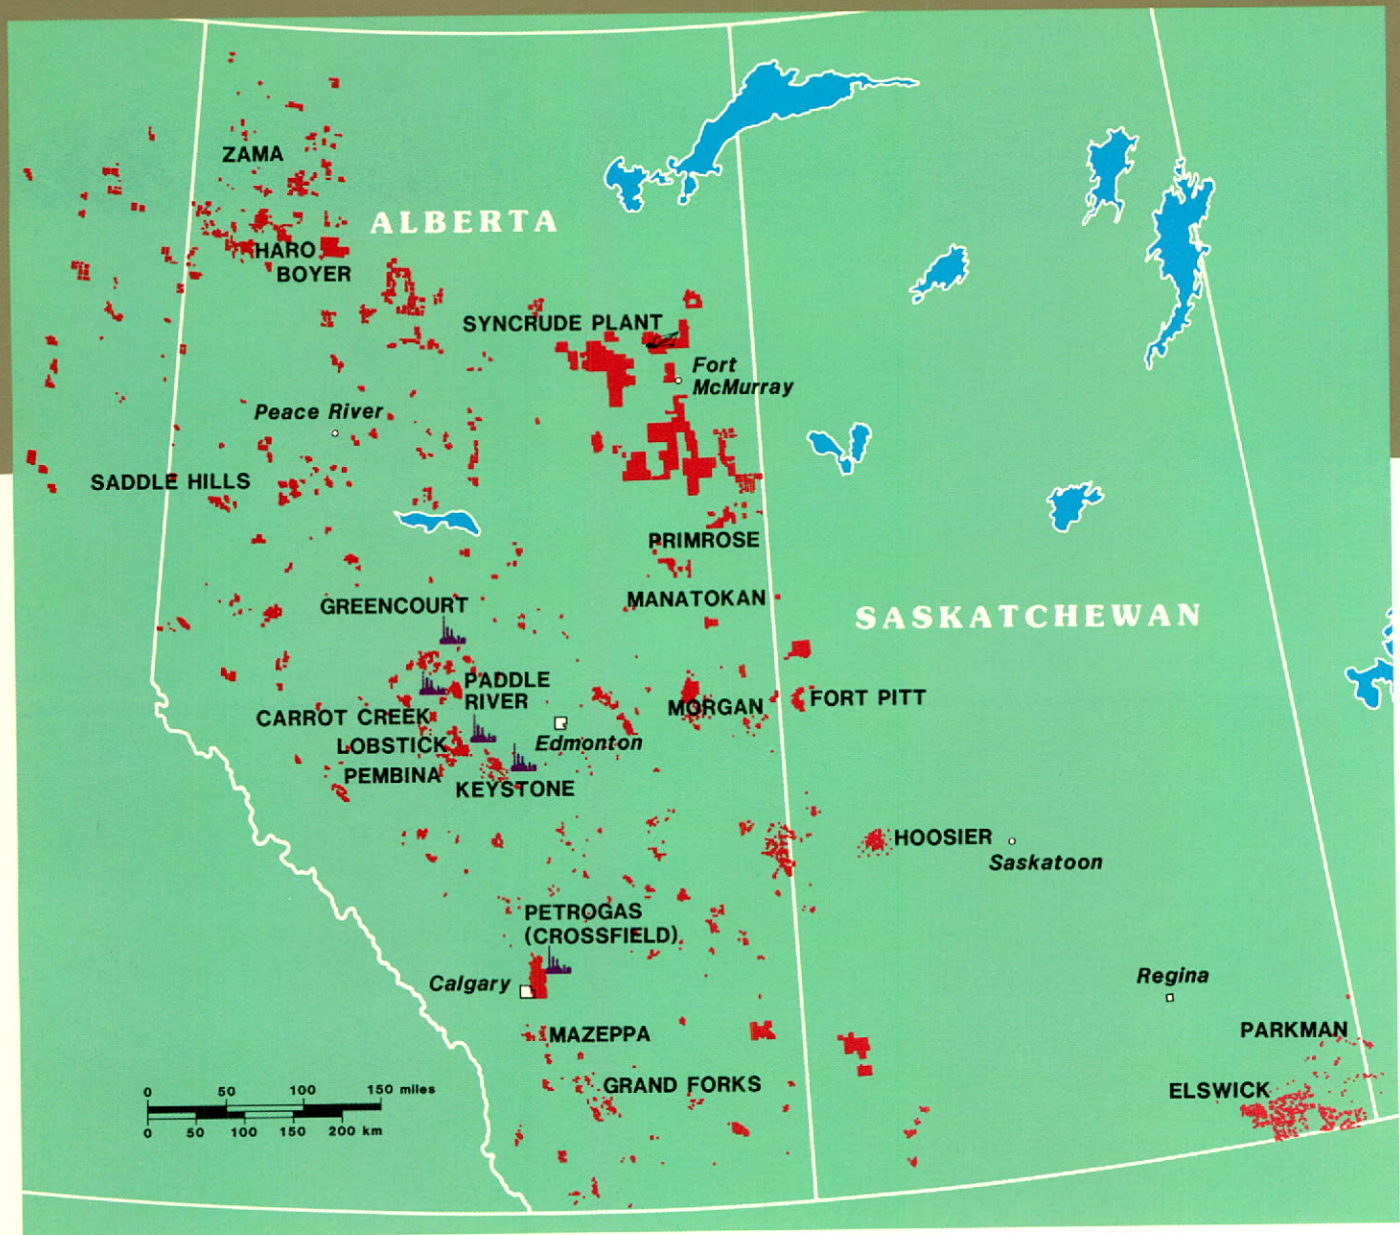 ZAMA
ALBERTA
HARO
BOYER
SYNCRUDE PLANT
Fort
McMurray
Peace River
SADDLE HILLS
PRIMROSE
MANATOKAN
GREENCOURT
SASKATCHEWAN
PADDLE
RIVER
FORT PITT
MORGAN
CARROT CREEK
Edmonton
LOBSTICK
PEMBINA
KEYSTONE
HOOSIER
Saskatoon
PETROGAS
(CROSSFIELD)
Calgary
Regina
MAZEPPA
PARKMAN
GRAND FORKS
ELSWICK
0 50 100 150 miles
0 50 100 150 200 km